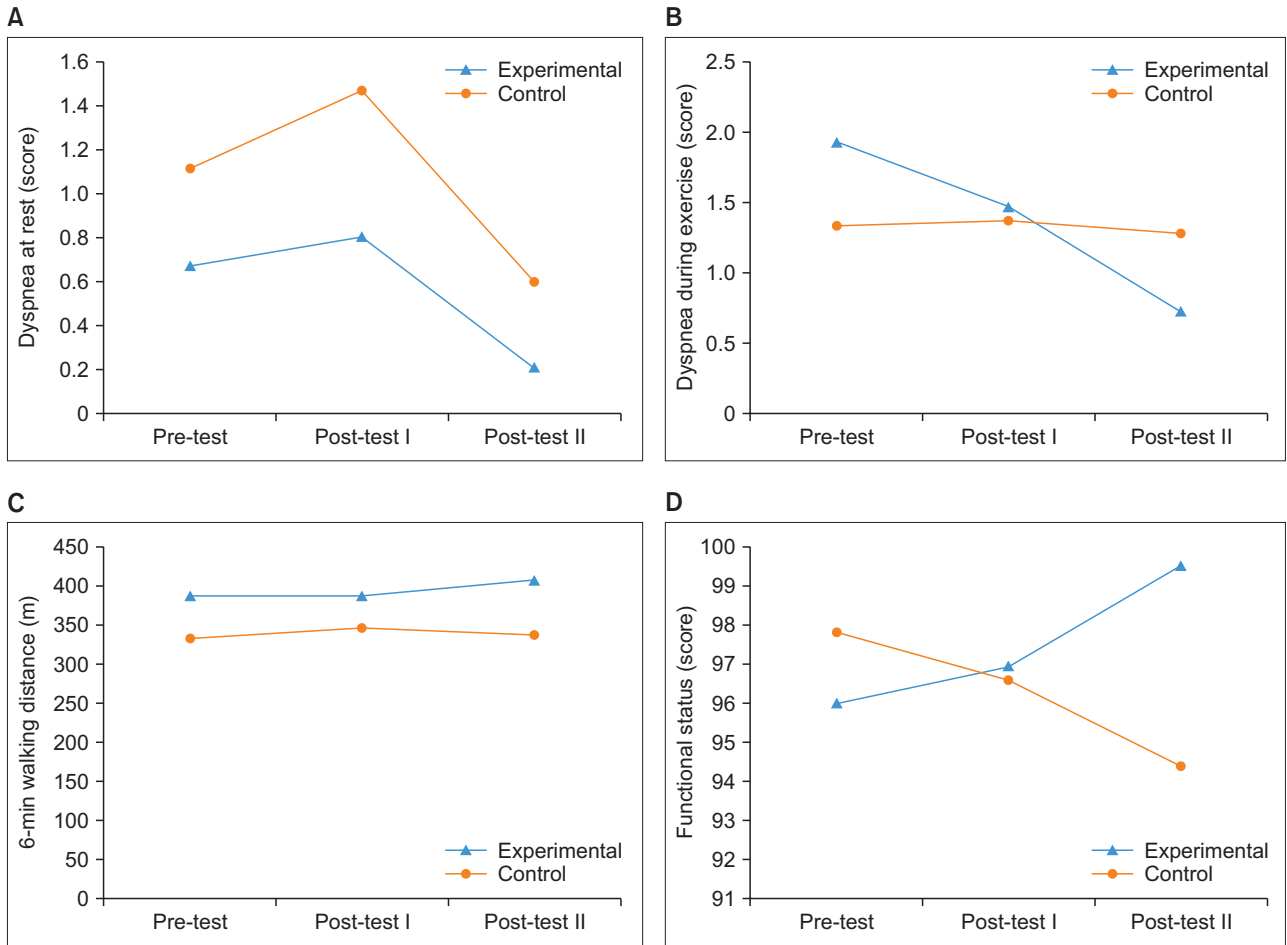 A
Dyspnea at rest (score)
1.6
1.4
1.2
1.0
0.8
0.6
0.4
0.2
0
Experimental
Control
Pre-test Post-test I Post-test II
B
Dyspnea during exercise (score)
2.5
2.0
1.5
1.0
0.5
0
Experimental
Control
Pre-test Post-test I Post-test II
C
6-min walking distance (m)
450
400
350
300
250
200
150
100
50
0
Experimental
Control
Pre-test Post-test I Post-test II
D
Functional status (score)
100
99
98
97
96
95
94
93
92
91
Experimental
Control
Pre-test Post-test I Post-test II